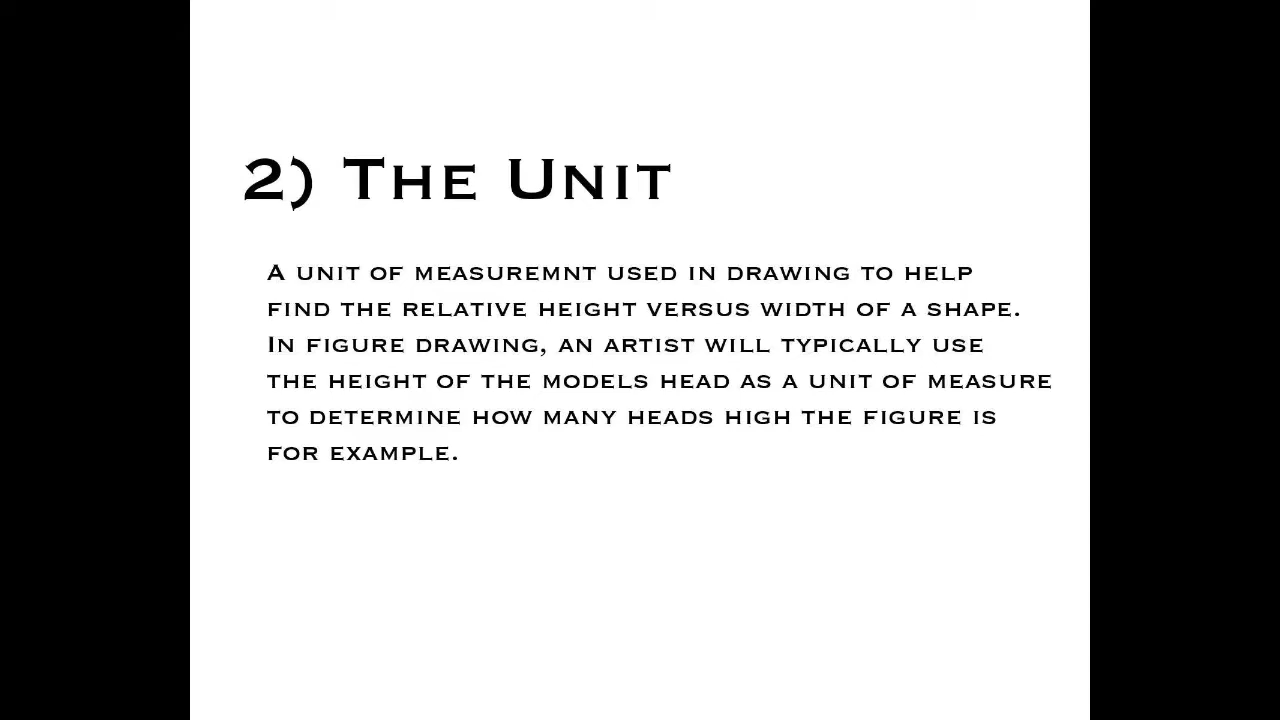 2) The Unit
A unit of measuremnt used in drawing to help
find the relative height versus width of a shape.
In figure drawing, an artist will typically use
the height of the models head as a unit of measure
to determine how many heads high the figure is
for example.